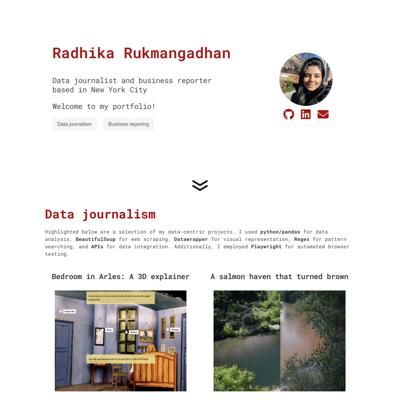 Radhika Rukmangadhan
Data journalist and business reporter
based in New York City
Welcome to my portfolio!
Data journalism
Business reporting
Data journalism
Highlighted below are a selection of my data-centric projects. I used python/pandas for data
analysis, BeautifulSoup for web scraping, Datawrapper for visual representation, Regex for pattern
searching, and APIs for data integration. Additionally, I employed Playwright for automated browser
testing.
Bedroom in Arles: A 3D explainer
A salmon haven that turned brown